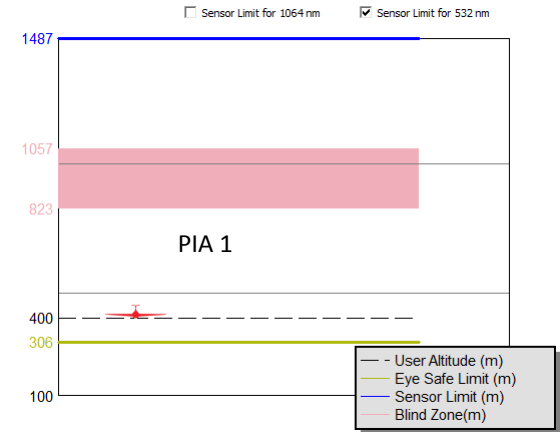 Sensor Limit for 1064 nm Sensor Limit for 532 nm
1487
1057
823
PIA 1
400
306
100
User Altitude (m)
Eye Safe Limit (m)
Sensor Limit (m)
Blind Zone(m)